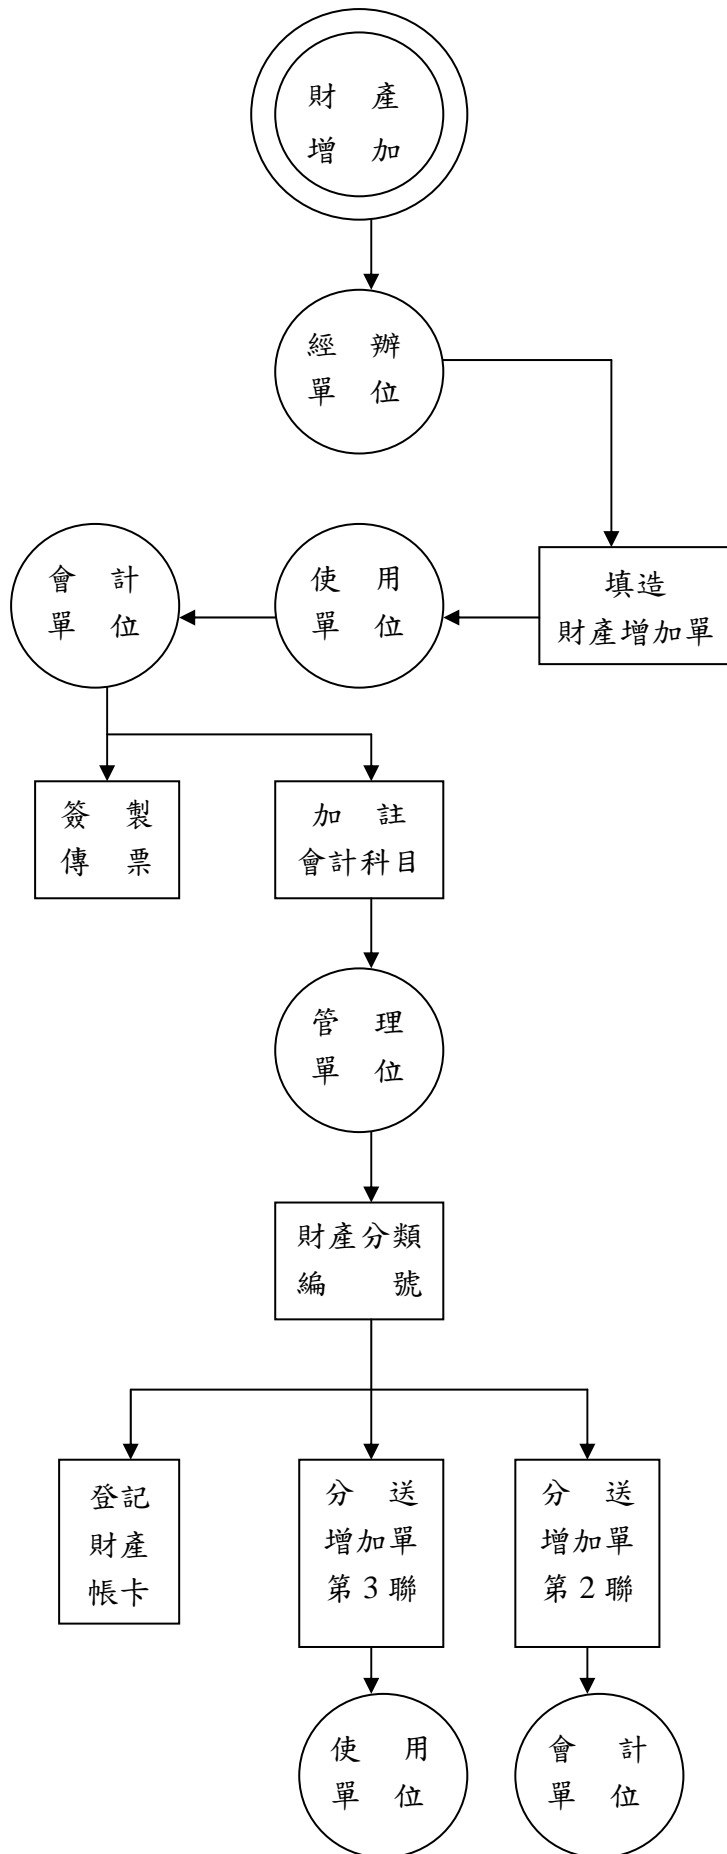 財產
增加
經辦
單位
會計
單位
使用
單位
填造
財產增加單
簽製
傳票
加註
會計科目
管理
單位
財產分類
編號
登記
財產
帳卡
分送
增加單
第3聯
分送
增加單
第2聯
使用
單位
會計
單位